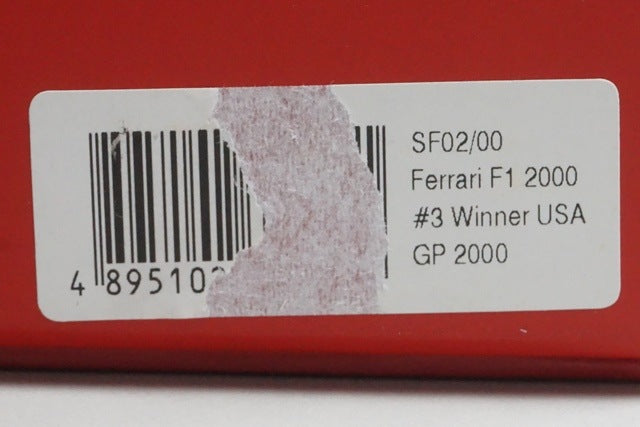 SF02/00
Ferrari F1 2000
#3 Winner USA
GP 2000
4 895102